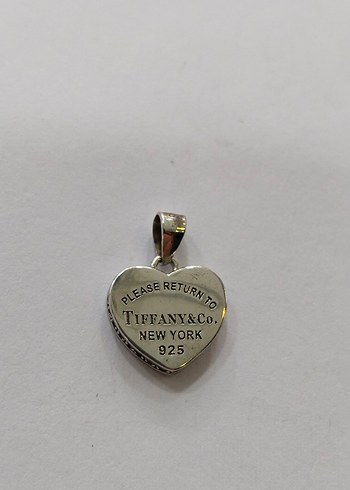 PLEASE RETURN TO
TIFFANY&Co.
NEW YORK
925